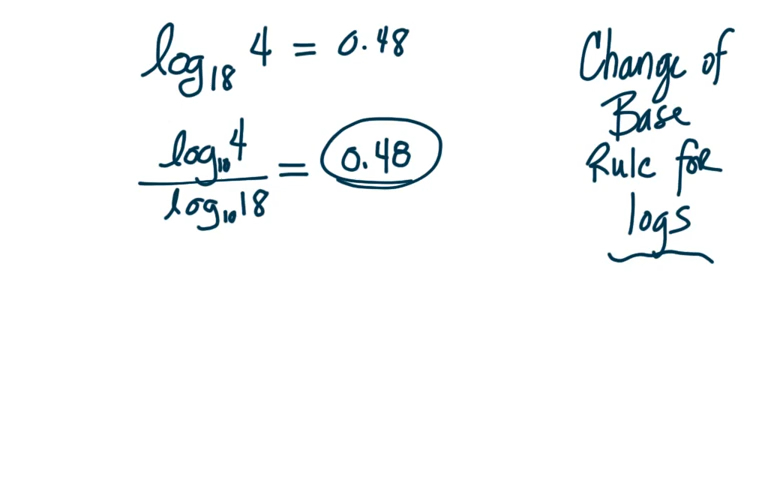 log₁₈ 4 = 0.48
log₁₀ 4
= 0.48
log₁₀ 18
Change of
Base
Rule for
logs